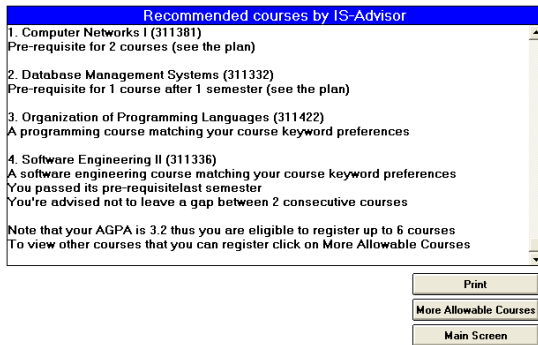 Recommended courses by IS-Advisor
1. Computer Networks I (311381)
Pre-requisite for 2 courses (see the plan)
2. Database Management Systems (311332)
Pre-requisite for 1 course after 1 semester (see the plan)
3. Organization of Programming Languages (311422)
A programming course matching your course keyword preferences
4. Software Engineering II (311336)
A software engineering course matching your course keyword preferences
You passed its pre-requisitelast semester
You're advised not to leave a gap between 2 consecutive courses
Note that your AGPA is 3.2 thus you are eligible to register up to 6 courses
To view other courses that you can register click on More Allowable Courses
Print
More Allowable Courses
Main Screen